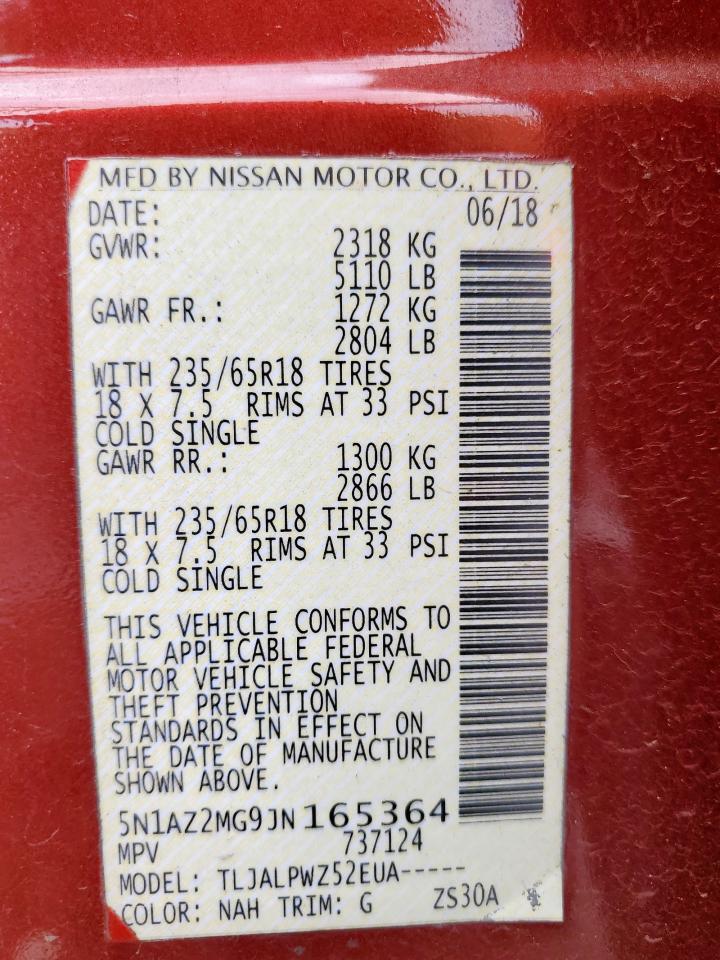 MFD BY NISSAN MOTOR CO., LTD.
DATE: 06/18
GVWR: 2318 KG
5110 LB
GAWR FR.: 1272 KG
2804 LB
WITH 235/65R18 TIRES
18 X 7.5 RIMS AT 33 PSI
COLD SINGLE
GAWR RR.: 1300 KG
2866 LB
WITH 235/65R18 TIRES
18 X 7.5 RIMS AT 33 PSI
COLD SINGLE
THIS VEHICLE CONFORMS TO
ALL APPLICABLE FEDERAL
MOTOR VEHICLE SAFETY AND
THEFT PREVENTION
STANDARDS IN EFFECT ON
THE DATE OF MANUFACTURE
SHOWN ABOVE.
5N1AZ2MG9JN165364
MPV 737124
MODEL: TLJALPWZ52EUA-----
COLOR: NAH TRIM: G ZS30A